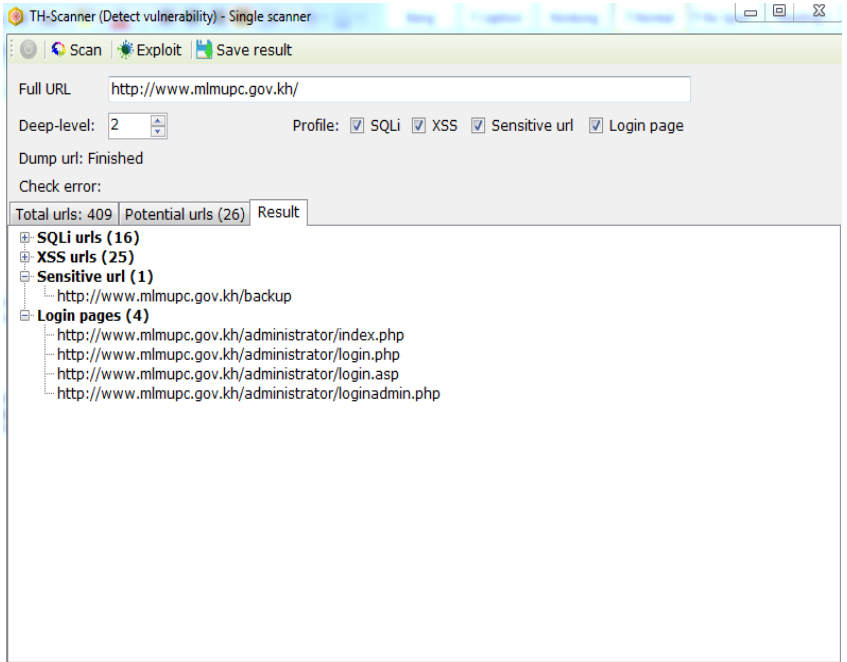 TH-Scanner (Detect vulnerability) - Single scanner
Scan Exploit Save result
Full URL http://www.mlmupc.gov.kh/
Deep-level: 2 Profile: SQLi XSS Sensitive url Login page
Dump url: Finished
Check error:
Total urls: 409 Potential urls (26) Result
SQLi urls (16)
XSS urls (25)
Sensitive url (1)
http://www.mlmupc.gov.kh/backup
Login pages (4)
http://www.mlmupc.gov.kh/administrator/index.php
http://www.mlmupc.gov.kh/administrator/login.php
http://www.mlmupc.gov.kh/administrator/login.asp
http://www.mlmupc.gov.kh/administrator/loginadmin.php